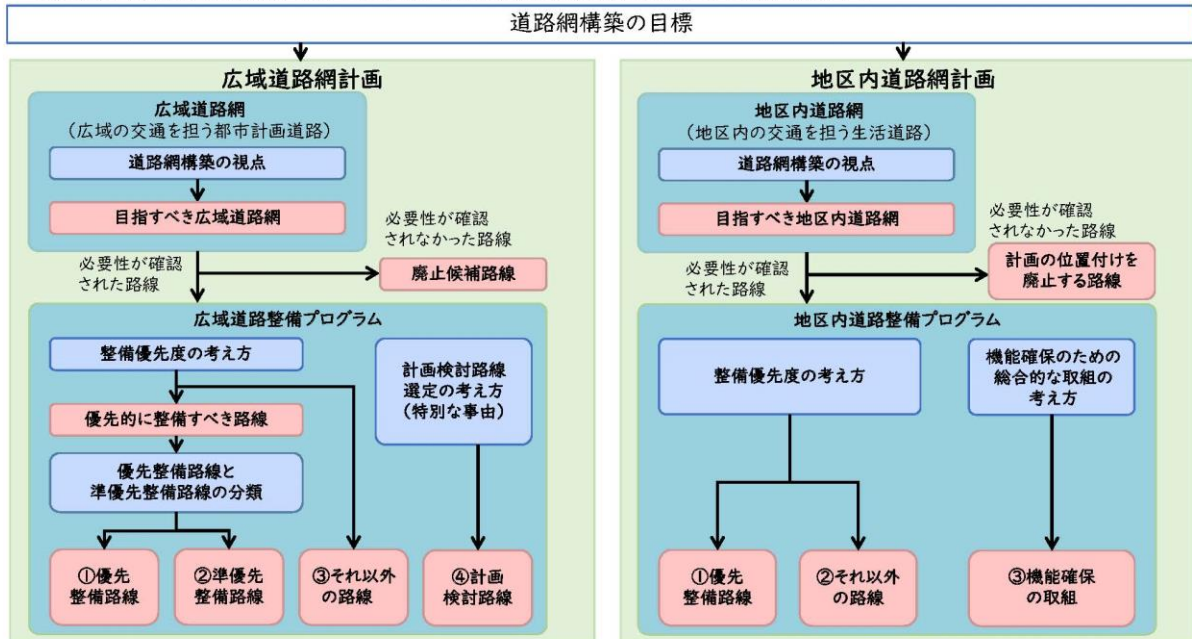 道路網構築の目標
広域道路網計画
広域道路網
（広域の交通を担う都市計画道路）
道路網構築の視点
目指すべき広域道路網
必要性が確認
されなかった路線
必要性が確認
された路線
廃止候補路線
広域道路整備プログラム
整備優先度の考え方
優先的に整備すべき路線
優先整備路線と
準優先整備路線の分類
計画検討路線
選定の考え方
（特別な事由）
①優先
整備路線
②準優先
整備路線
③それ以外
の路線
④計画
検討路線
地区内道路網計画
地区内道路網
（地区内の交通を担う生活道路）
道路網構築の視点
目指すべき地区内道路網
必要性が確認
されなかった路線
必要性が確認
された路線
計画の位置付けを
廃止する路線
地区内道路整備プログラム
整備優先度の考え方
機能確保のための
総合的な取組の
考え方
①優先
整備路線
②それ以外
の路線
③機能確保
の取組